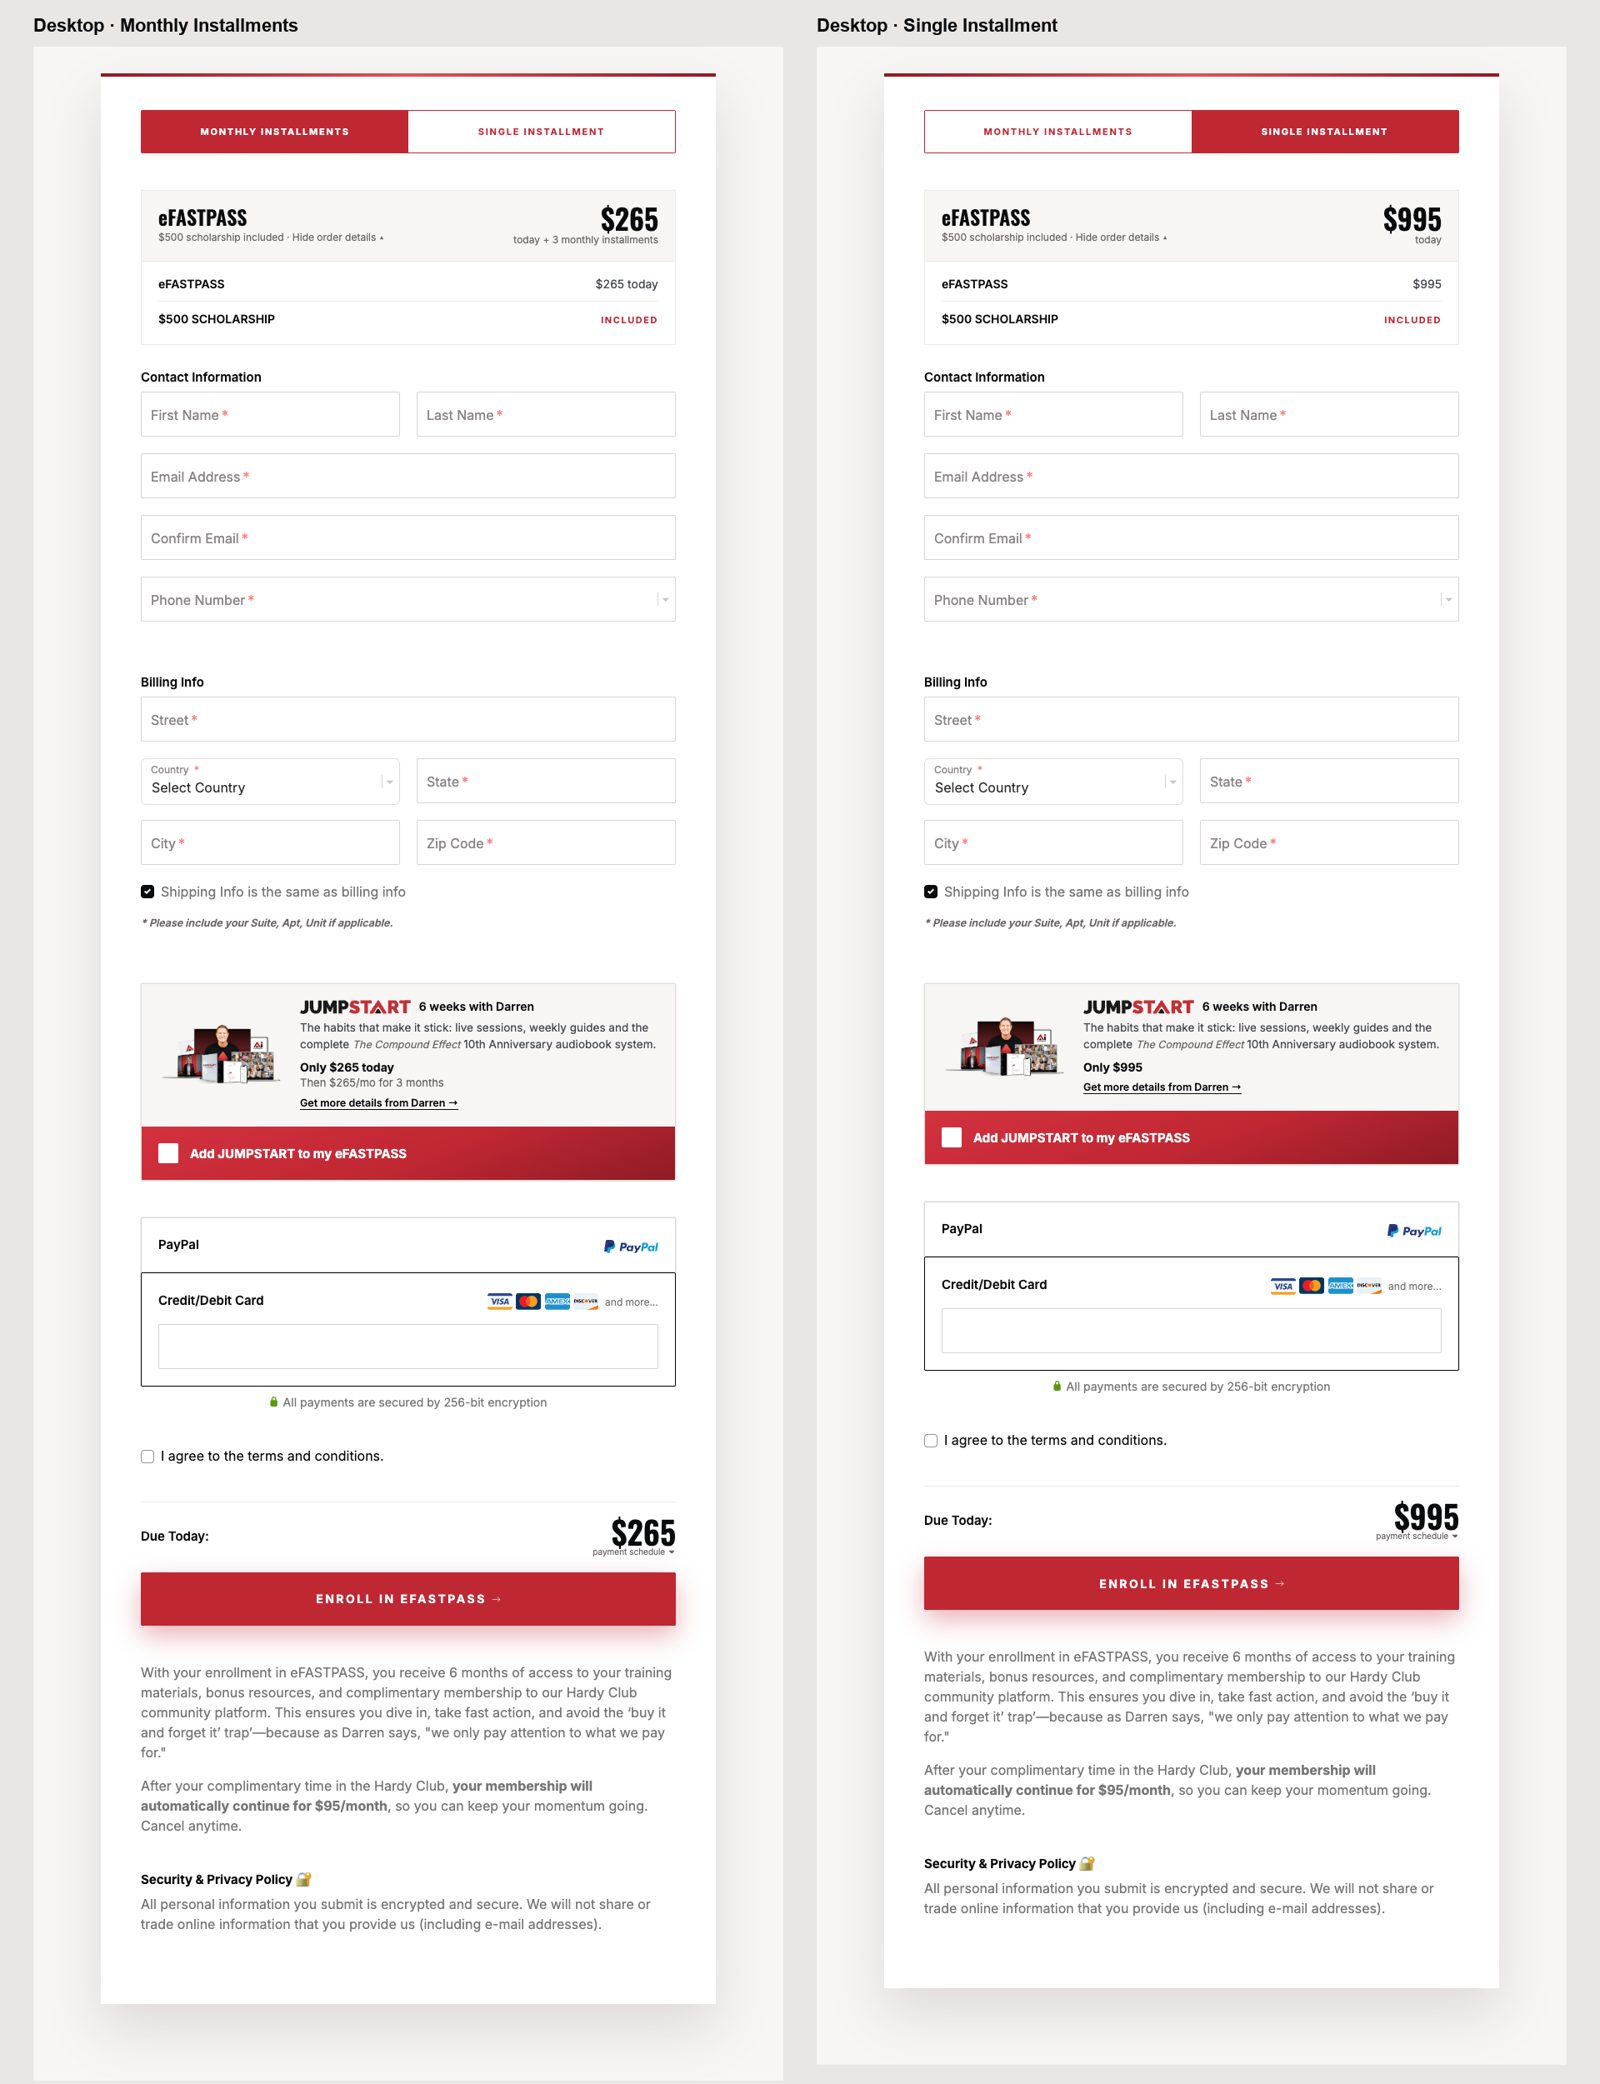 Desktop · Monthly Installments
MONTHLY INSTALLMENTS
SINGLE INSTALLMENT
eFASTPASS
$500 scholarship included · Hide order details ▴
$265
today + 3 monthly installments
eFASTPASS
$265 today
$500 SCHOLARSHIP
INCLUDED
Contact Information
First Name *
Last Name *
Email Address *
Confirm Email *
Phone Number *
Billing Info
Street *
Country *
Select Country
State *
City *
Zip Code *
Shipping Info is the same as billing info
* Please include your Suite, Apt, Unit if applicable.
JUMPSTART 6 weeks with Darren
The habits that make it stick: live sessions, weekly guides and the
complete The Compound Effect 10th Anniversary audiobook system.
Only $265 today
Then $265/mo for 3 months
Get more details from Darren →
Add JUMPSTART to my eFASTPASS
PayPal
PayPal
Credit/Debit Card
VISA
AMEX
DISCOVER
and more...
All payments are secured by 256-bit encryption
I agree to the terms and conditions.
Due Today:
$265
payment schedule
ENROLL IN EFASTPASS →
With your enrollment in eFASTPASS, you receive 6 months of access to your training
materials, bonus resources, and complimentary membership to our Hardy Club
community platform. This ensures you dive in, take fast action, and avoid the ‘buy it
and forget it’ trap’—because as Darren says, "we only pay attention to what we pay
for."
After your complimentary time in the Hardy Club, your membership will
automatically continue for $95/month, so you can keep your momentum going.
Cancel anytime.
Security & Privacy Policy 🔐
All personal information you submit is encrypted and secure. We will not share or
trade online information that you provide us (including e-mail addresses).
Desktop · Single Installment
MONTHLY INSTALLMENTS
SINGLE INSTALLMENT
eFASTPASS
$500 scholarship included · Hide order details ▴
$995
today
eFASTPASS
$995
$500 SCHOLARSHIP
INCLUDED
Contact Information
First Name *
Last Name *
Email Address *
Confirm Email *
Phone Number *
Billing Info
Street *
Country *
Select Country
State *
City *
Zip Code *
Shipping Info is the same as billing info
* Please include your Suite, Apt, Unit if applicable.
JUMPSTART 6 weeks with Darren
The habits that make it stick: live sessions, weekly guides and the
complete The Compound Effect 10th Anniversary audiobook system.
Only $995
Get more details from Darren →
Add JUMPSTART to my eFASTPASS
PayPal
PayPal
Credit/Debit Card
VISA
AMEX
DISCOVER
and more...
All payments are secured by 256-bit encryption
I agree to the terms and conditions.
Due Today:
$995
payment schedule
ENROLL IN EFASTPASS →
With your enrollment in eFASTPASS, you receive 6 months of access to your training
materials, bonus resources, and complimentary membership to our Hardy Club
community platform. This ensures you dive in, take fast action, and avoid the ‘buy it
and forget it’ trap’—because as Darren says, "we only pay attention to what we pay
for."
After your complimentary time in the Hardy Club, your membership will
automatically continue for $95/month, so you can keep your momentum going.
Cancel anytime.
Security & Privacy Policy 🔐
All personal information you submit is encrypted and secure. We will not share or
trade online information that you provide us (including e-mail addresses).